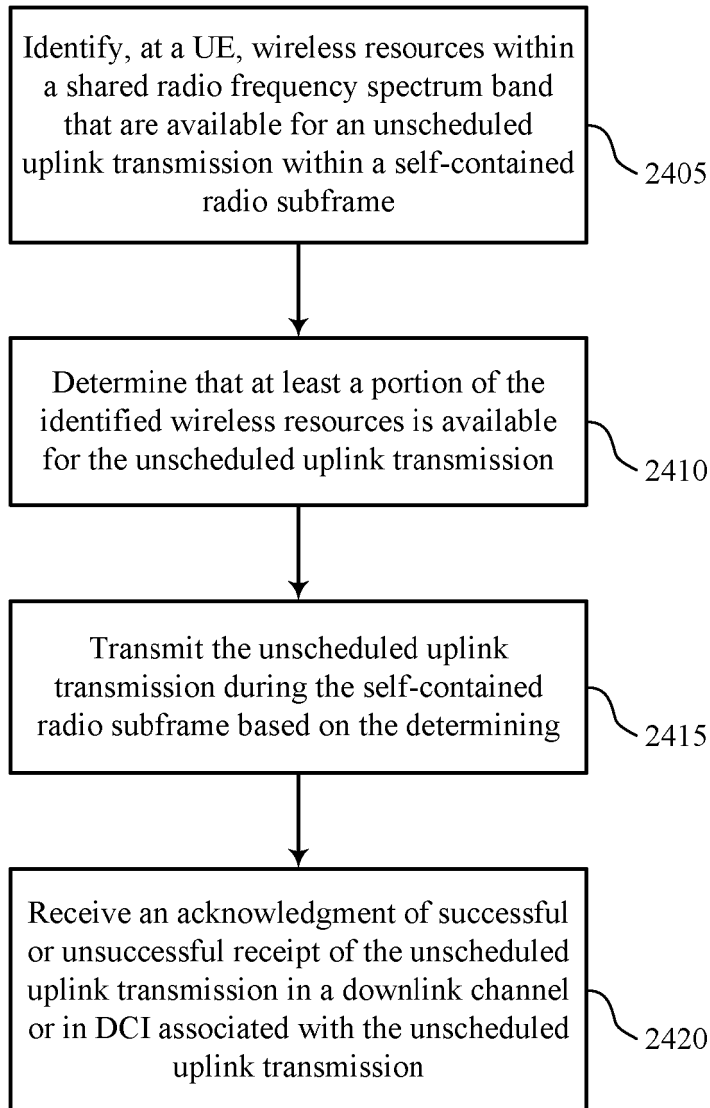 Identify, at a UE, wireless resources within
a shared radio frequency spectrum band
that are available for an unscheduled
uplink transmission within a self-contained
radio subframe
2405
Determine that at least a portion of the
identified wireless resources is available
for the unscheduled uplink transmission
2410
Transmit the unscheduled uplink
transmission during the self-contained
radio subframe based on the determining
2415
Receive an acknowledgment of successful
or unsuccessful receipt of the unscheduled
uplink transmission in a downlink channel
or in DCI associated with the unscheduled
uplink transmission
2420